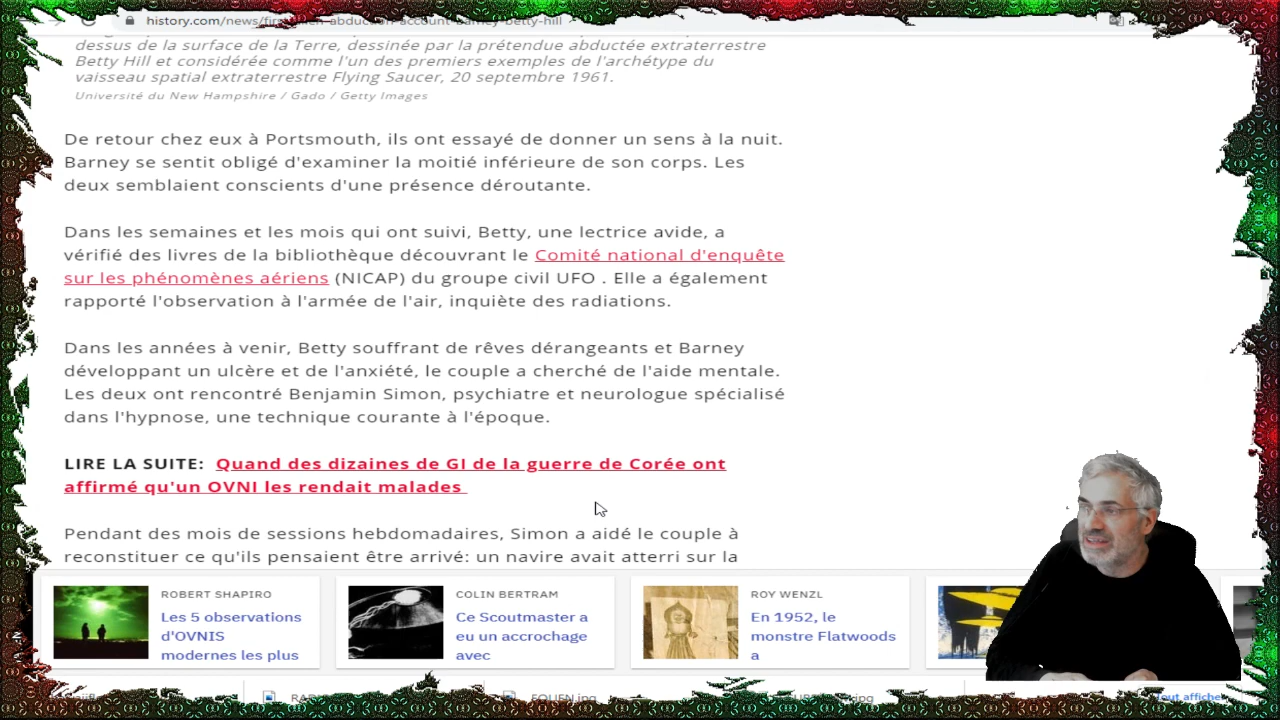 history.com/news/first-alien-abduction-account-barney-betty-hill
dessus de la surface de la Terre, dessinée par la prétendue abductée extraterrestre
Betty Hill et considérée comme l'un des premiers exemples de l'archétype du
vaisseau spatial extraterrestre Flying Saucer, 20 septembre 1961.
Université du New Hampshire / Gado / Getty Images
De retour chez eux à Portsmouth, ils ont essayé de donner un sens à la nuit.
Barney se sentit obligé d'examiner la moitié inférieure de son corps. Les
deux semblaient conscients d'une présence déroutante.
Dans les semaines et les mois qui ont suivi, Betty, une lectrice avide, a
vérifié des livres de la bibliothèque découvrant le Comité national d'enquête
sur les phénomènes aériens (NICAP) du groupe civil UFO . Elle a également
rapporté l'observation à l'armée de l'air, inquiète des radiations.
Dans les années à venir, Betty souffrant de rêves dérangeants et Barney
développant un ulcère et de l'anxiété, le couple a cherché de l'aide mentale.
Les deux ont rencontré Benjamin Simon, psychiatre et neurologue spécialisé
dans l'hypnose, une technique courante à l'époque.
LIRE LA SUITE: Quand des dizaines de GI de la guerre de Corée ont
affirmé qu'un OVNI les rendait malades
Pendant des mois de sessions hebdomadaires, Simon a aidé le couple à
reconstituer ce qu'ils pensaient être arrivé: un navire avait atterri sur la
ROBERT SHAPIRO
Les 5 observations
d'OVNIS
modernes les plus
COLIN BERTRAM
Ce Scoutmaster a
eu un accrochage
avec
ROY WENZL
En 1952, le
monstre Flatwoods
a